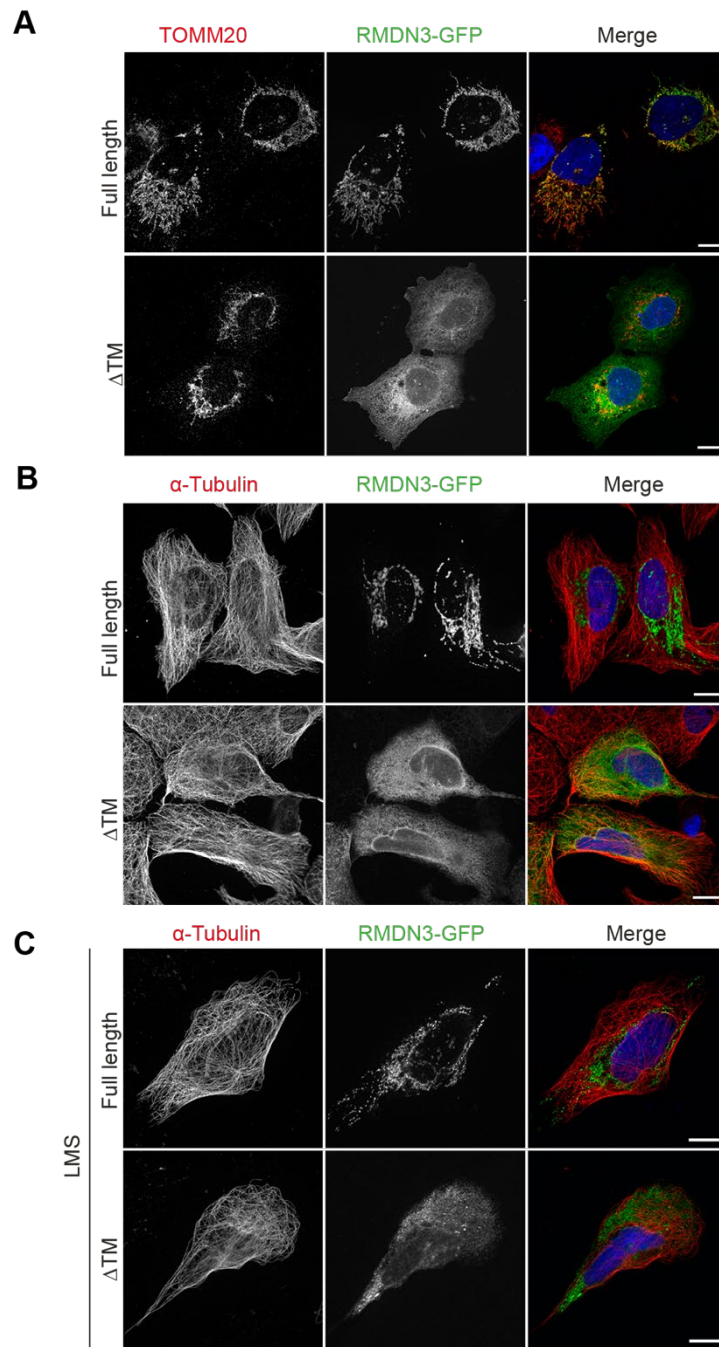 A
TOMM20 RMDN3-GFP Merge
Full length
ΔTM
B
α-Tubulin RMDN3-GFP Merge
Full length
ΔTM
C
α-Tubulin RMDN3-GFP Merge
LMS
Full length
ΔTM